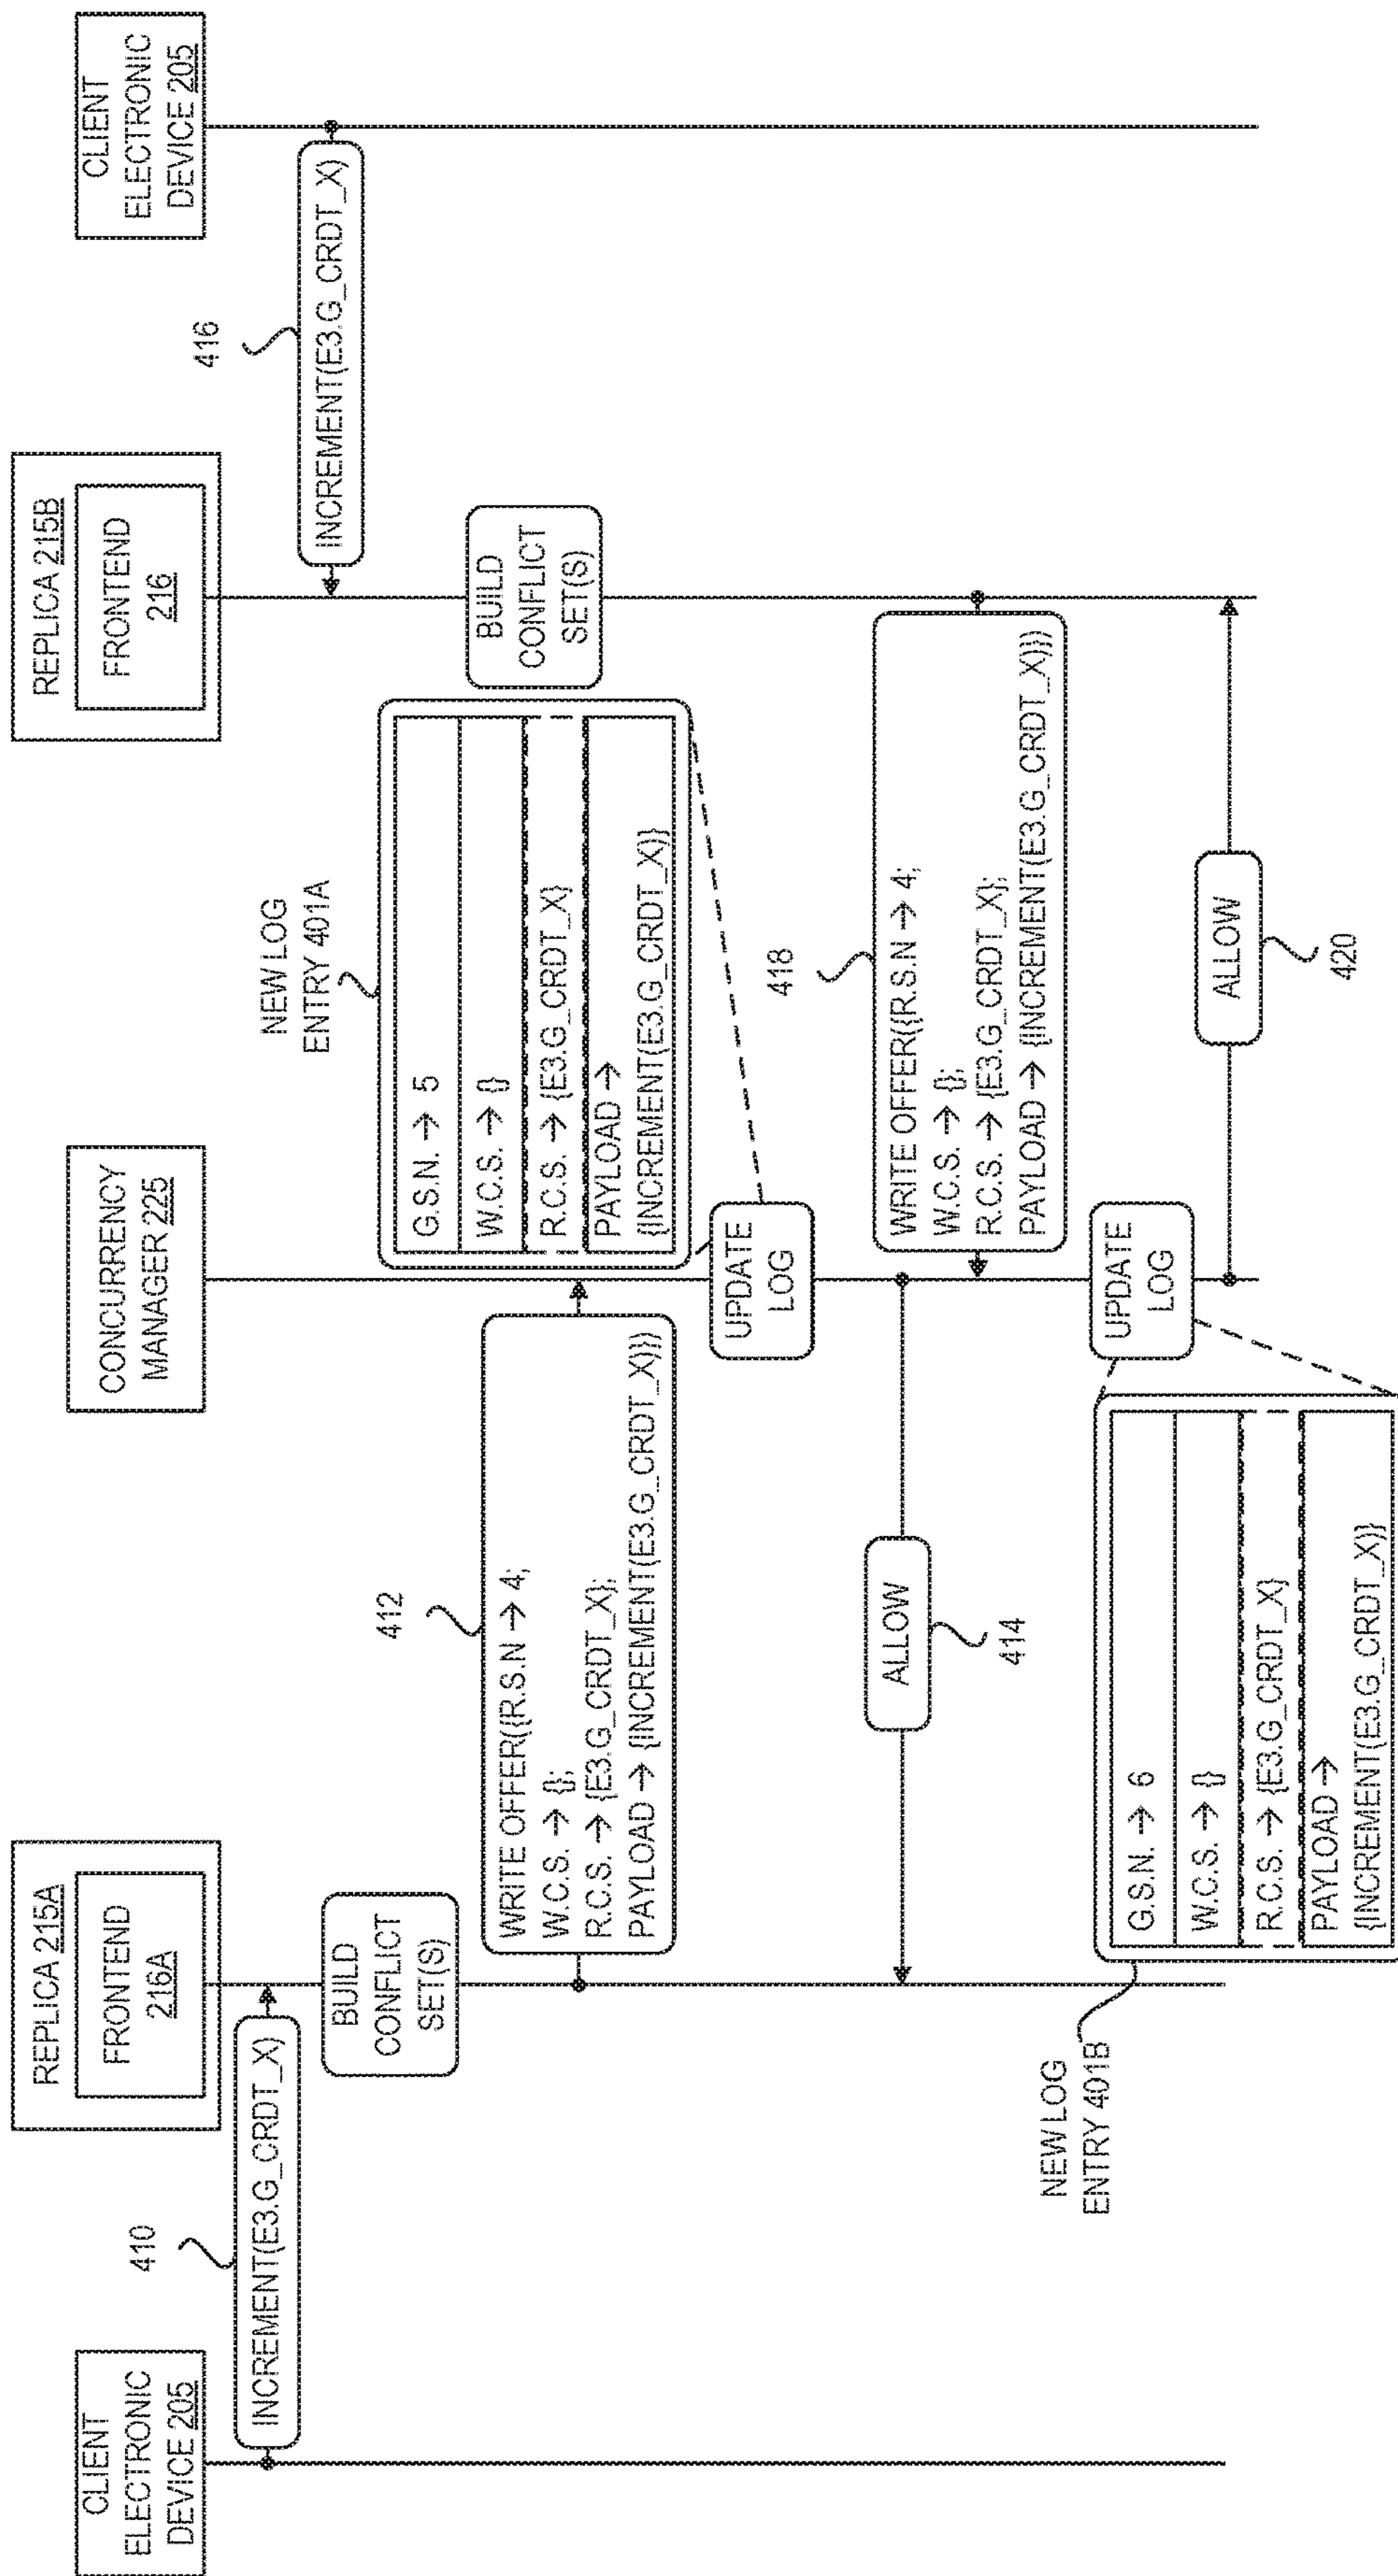 CLIENT
ELECTRONIC
DEVICE 205
REPLICA 215A
FRONTEND
216A
CONCURRENCY
MANAGER 225
REPLICA 215B
FRONTEND
216
CLIENT
ELECTRONIC
DEVICE 205
410
INCREMENT(E3.G_CRDT_X)
BUILD
CONFLICT
SET(S)
416
INCREMENT(E3.G_CRDT_X)
BUILD
CONFLICT
SET(S)
412
WRITE OFFER({R.S.N → 4;
W.C.S. → {};
R.C.S. → {E3.G_CRDT_X};
PAYLOAD → {INCREMENT(E3.G_CRDT_X)})
NEW LOG
ENTRY 401A
G.S.N. → 5
W.C.S. → {}
R.C.S. → {E3.G_CRDT_X}
PAYLOAD →
{INCREMENT(E3.G_CRDT_X)}
UPDATE
LOG
ALLOW
414
418
WRITE OFFER({R.S.N → 4;
W.C.S. → {};
R.C.S. → {E3.G_CRDT_X};
PAYLOAD → {INCREMENT(E3.G_CRDT_X)})
UPDATE
LOG
NEW LOG
ENTRY 401B
G.S.N. → 6
W.C.S. → {}
R.C.S. → {E3.G_CRDT_X}
PAYLOAD →
{INCREMENT(E3.G_CRDT_X)}
ALLOW
420